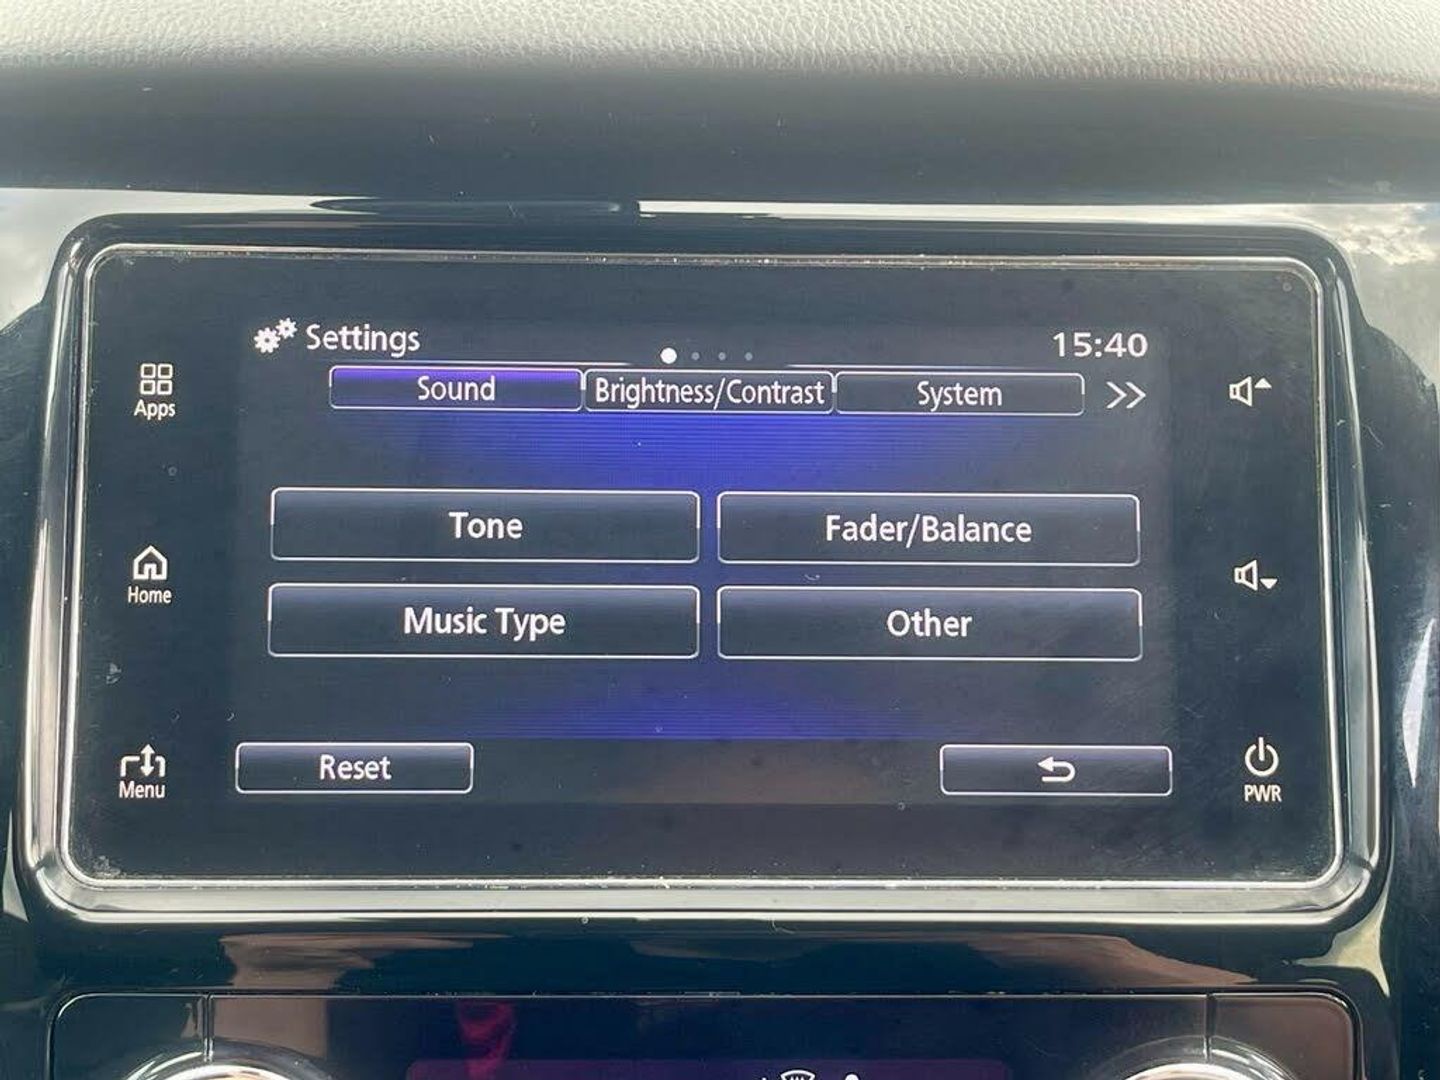 Settings
15:40
Sound
Brightness/Contrast
System
Apps
Tone
Fader/Balance
Home
Music Type
Other
Menu
Reset
PWR